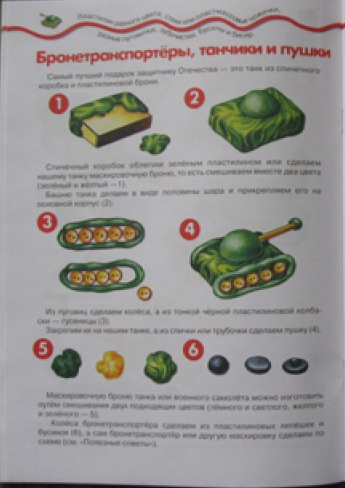 Пластилин разного цвета, спички или пластмассовые ножички,
разные пуговички, зубочистки, бусины и бисер
Бронетранспортёры, танчики и пушки
Самый лучший подарок защитнику Отечества — это танк из спичечного
коробка и пластилиновой брони.
1
2
Спичечный коробок облепим зелёным пластилином или сделаем
нашему танку маскировочную броню, то есть смешиваем вместе два цвета
(зелёный и жёлтый — 1).
Башню танка делаем в виде половины шара и прикрепляем его на
основной корпус (2).
3
4
Из пуговиц сделаем колёса, а из тонкой чёрной пластилиновой колба-
ски — гусеницы (3).
Закрепим их на нашем танке, а из спички или трубочки сделаем пушку (4).
5
6
Маскировочную броню танка или военного самолёта можно изготовить
путём смешивания двух подходящих цветов (тёмного и светлого, жёлтого
и зелёного — 5).
Колёса бронетранспортёра сделаем из пластилиновых лепёшек и
бусинок (6), а сам бронетранспортёр или другую маскировку сделаем по
схеме (см. «Полезные советы»).